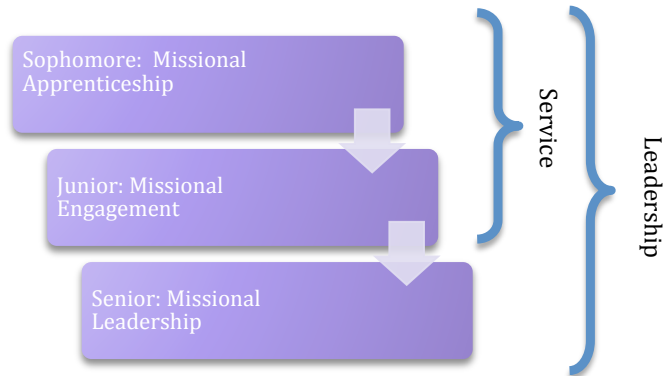 Sophomore:  Missional
Apprenticeship
Junior: Missional
Engagement
Senior: Missional
Leadership
Service
Leadership